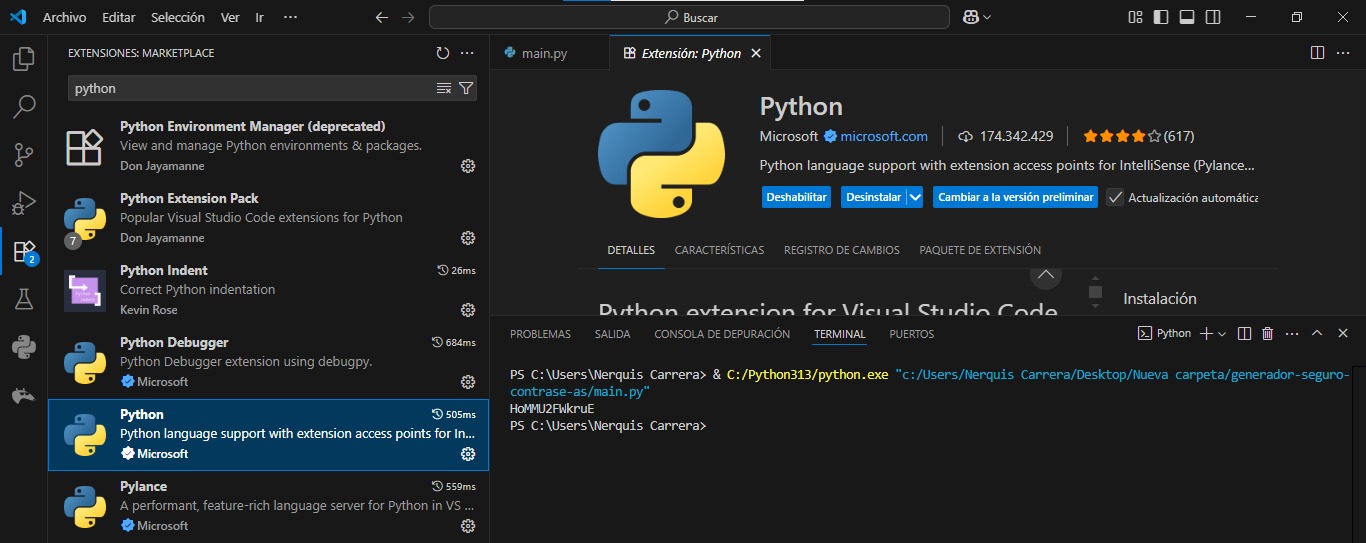 Archivo Editar Selección Ver Ir ··· Buscar
EXTENSIONES: MARKETPLACE
python
Python Environment Manager (deprecated)
View and manage Python environments & packages.
Don Jayamanne
Python Extension Pack
Popular Visual Studio Code extensions for Python
Don Jayamanne
7
Python Indent 26ms
Correct Python indentation
Kevin Rose
Python Debugger 684ms
Python Debugger extension using debugpy.
Microsoft
Python 505ms
Python language support with extension access points for In...
Microsoft
Pylance 559ms
A performant, feature-rich language server for Python in VS ...
Microsoft
2
main.py Extensión: Python
Python
Microsoft microsoft.com 174.342.429 (617)
Python language support with extension access points for IntelliSense (Pylance...
Deshabilitar Desinstalar Cambiar a la versión preliminar Actualización automátic
DETALLES CARACTERÍSTICAS REGISTRO DE CAMBIOS PAQUETE DE EXTENSIÓN
Python extension for Visual Studio Code
Instalación
PROBLEMAS SALIDA CONSOLA DE DEPURACIÓN TERMINAL PUERTOS Python
PS C:\Users\Nerquis Carrera> & C:/Python313/python.exe "c:/Users/Nerquis Carrera/Desktop/Nueva carpeta/generador-seguro-
contrase-as/main.py"
HoMMU2FWkruE
PS C:\Users\Nerquis Carrera>